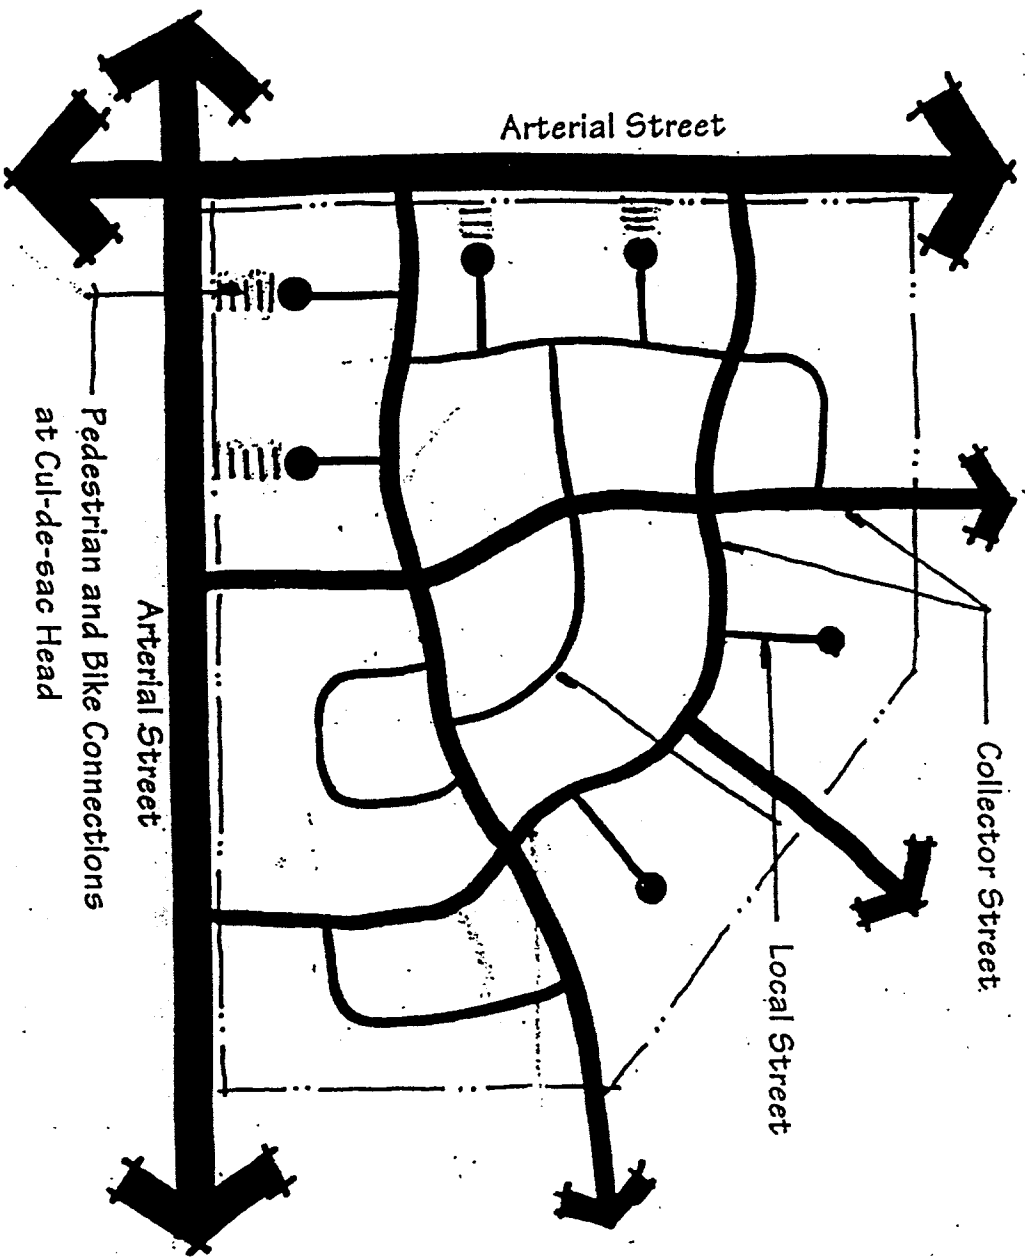 Arterial Street
Pedestrian and Bike Connections
at Cul-de-sac Head
Arterial Street
Collector Street
Local Street